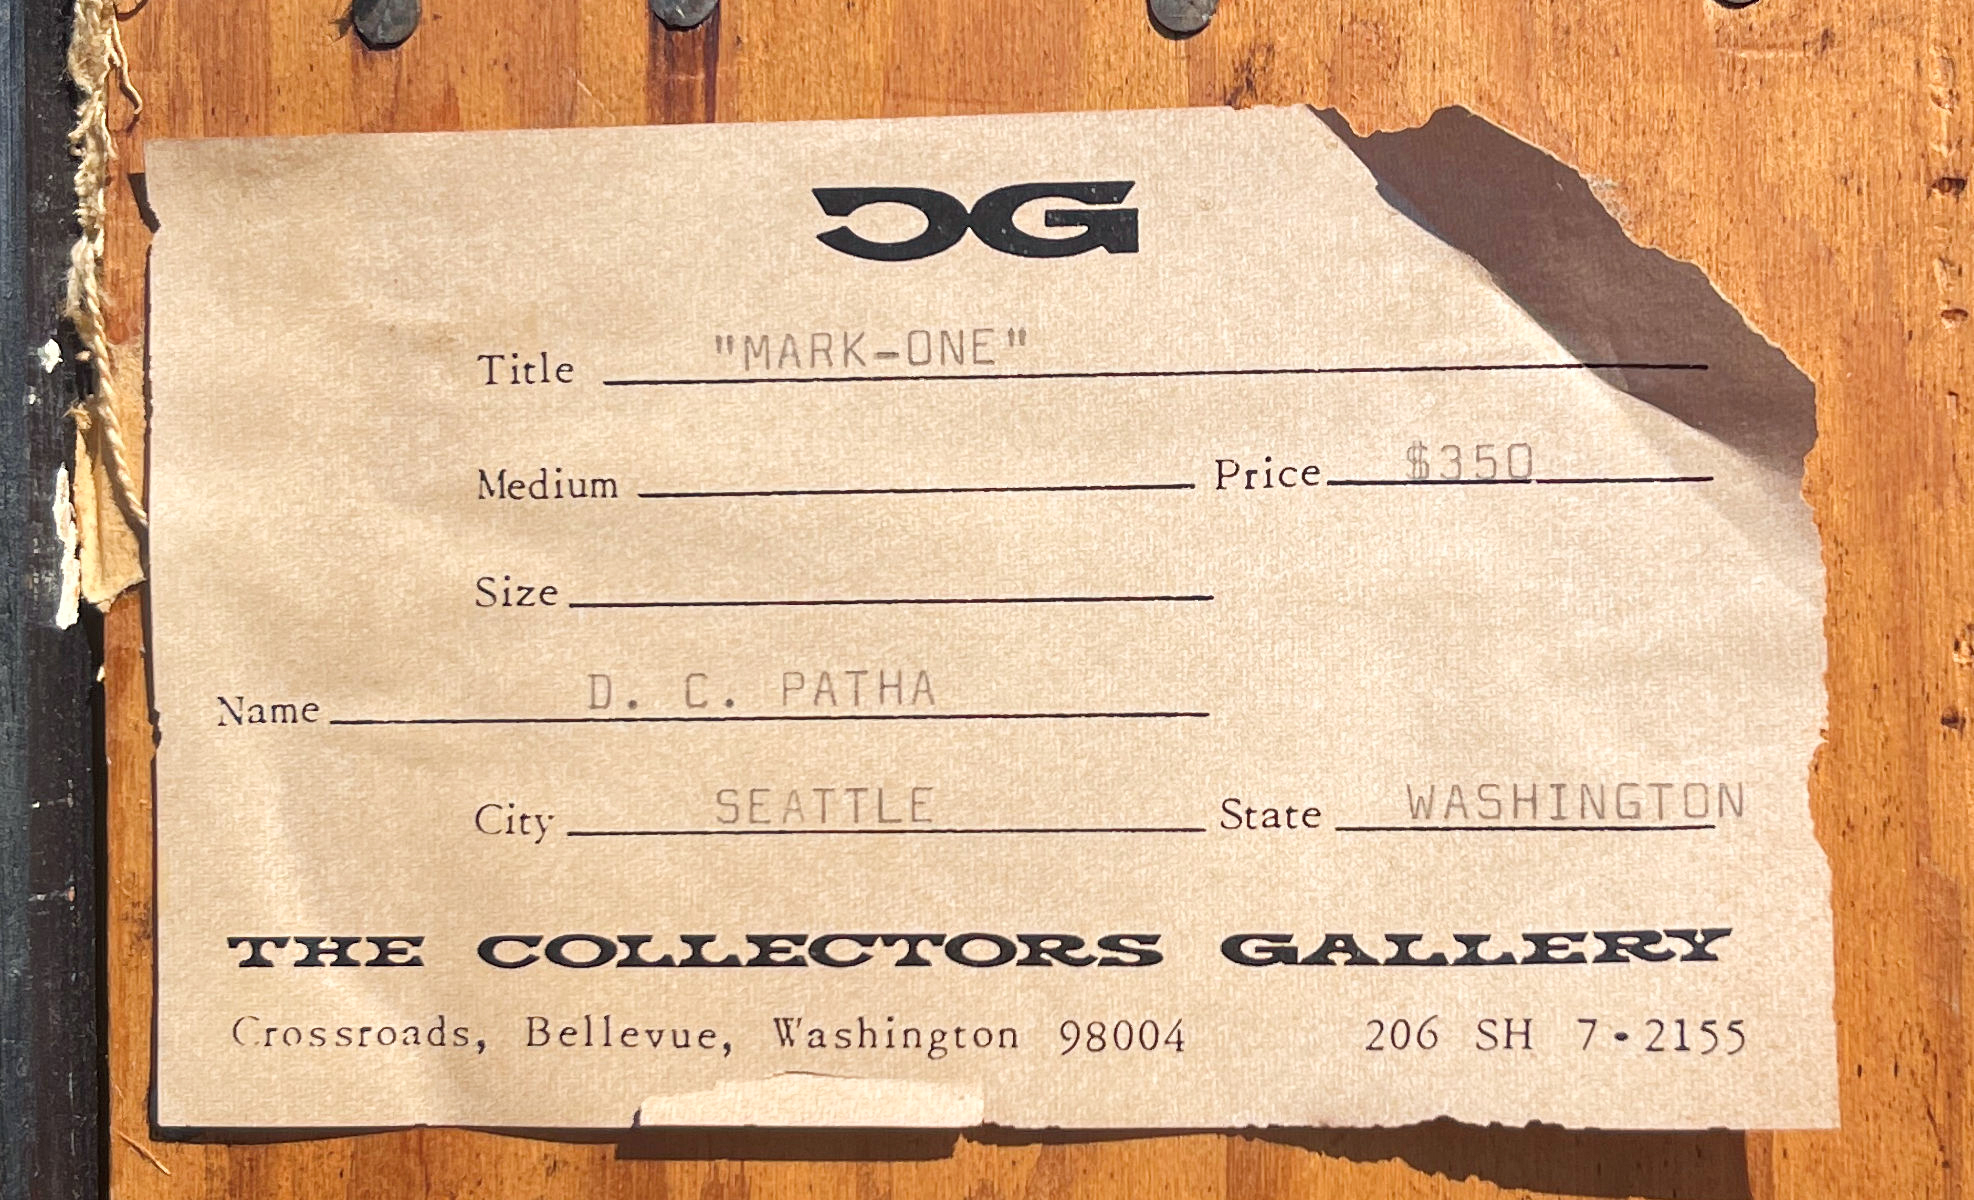 CG
Title "MARK-ONE"
Medium Price $350
Size
Name D. C. PATHA
City SEATTLE State WASHINGTON
THE COLLECTORS GALLERY
Crossroads, Bellevue, Washington 98004 206 SH 7·2155